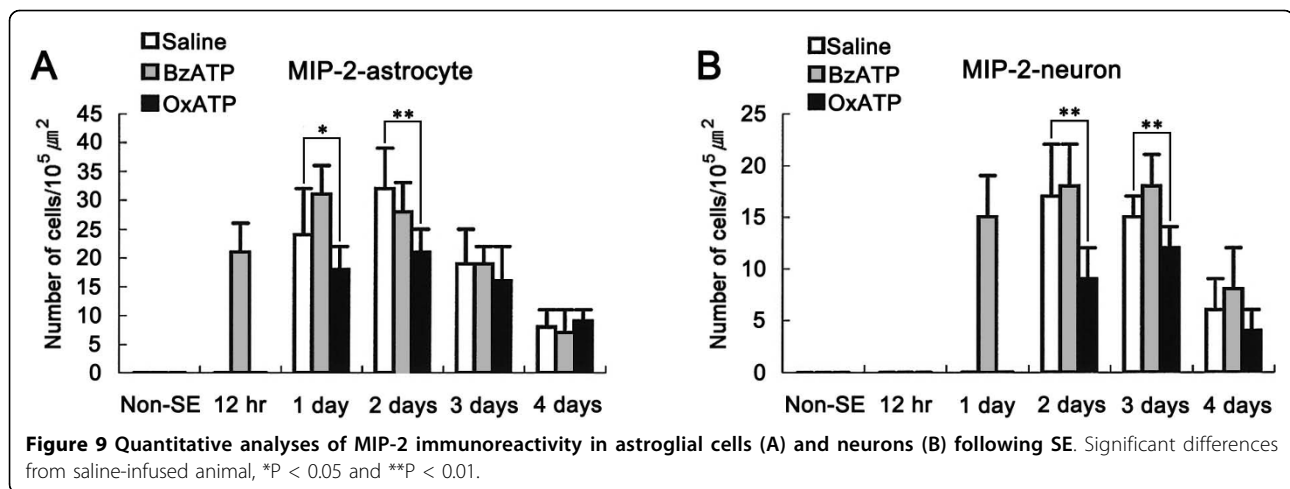 A
Saline
BzATP
OxATP
MIP-2-astrocyte
Number of cells/10⁵ ㎛²
45
40
35
30
25
20
15
10
5
0
*
**
Non-SE 12 hr 1 day 2 days 3 days 4 days
B
Saline
BzATP
OxATP
MIP-2-neuron
Number of cells/10⁵ ㎛²
25
20
15
10
5
0
**
**
Non-SE 12 hr 1 day 2 days 3 days 4 days
Figure 9 Quantitative analyses of MIP-2 immunoreactivity in astroglial cells (A) and neurons (B) following SE. Significant differences
from saline-infused animal, *P < 0.05 and **P < 0.01.